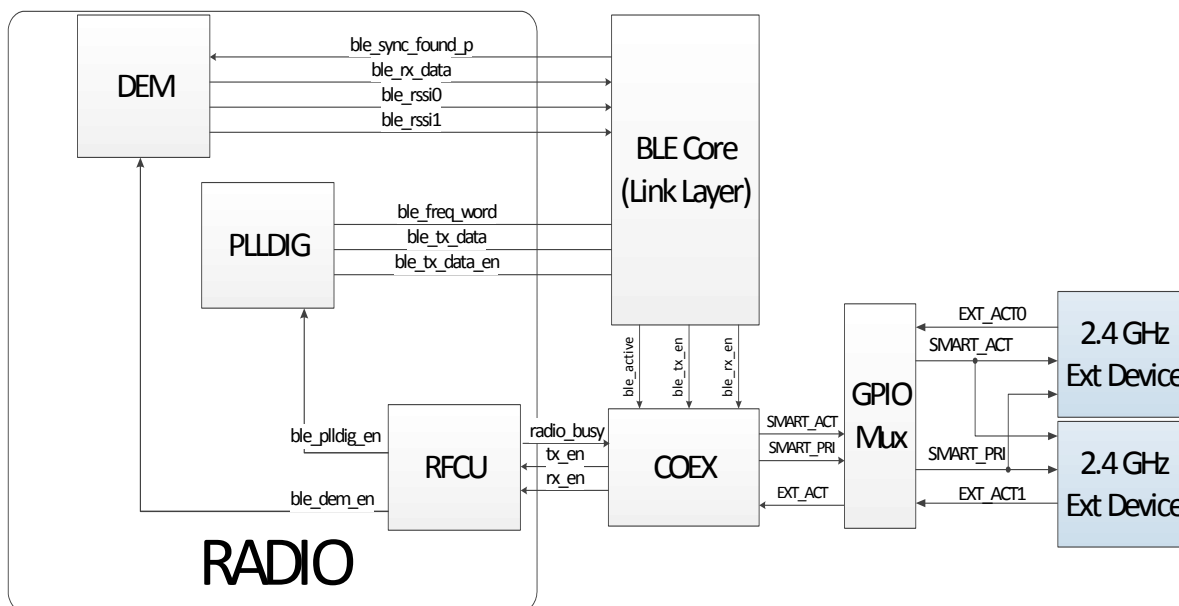 ble_sync_found_p
ble_rx_data
ble_rssi0
ble_rssi1
DEM
BLE Core
(Link Layer)
ble_freq_word
ble_tx_data
ble_tx_data_en
PLLDIG
ble_active
ble_tx_en
ble_rx_en
EXT_ACT0
SMART_ACT
2.4 GHz
Ext Device
GPIO
Mux
ble_plldig_en
radio_busy
tx_en
rx_en
RFCU
COEX
SMART_ACT
SMART_PRI
EXT_ACT
SMART_PRI
EXT_ACT1
2.4 GHz
Ext Device
ble_dem_en
RADIO